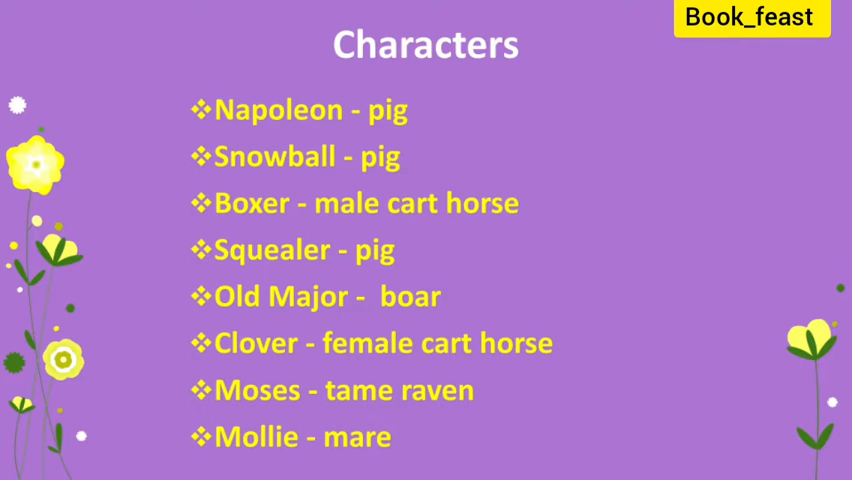 Book_feast
Characters
❖Napoleon - pig
❖Snowball - pig
❖Boxer - male cart horse
❖Squealer - pig
❖Old Major -  boar
❖Clover - female cart horse
❖Moses - tame raven
❖Mollie - mare